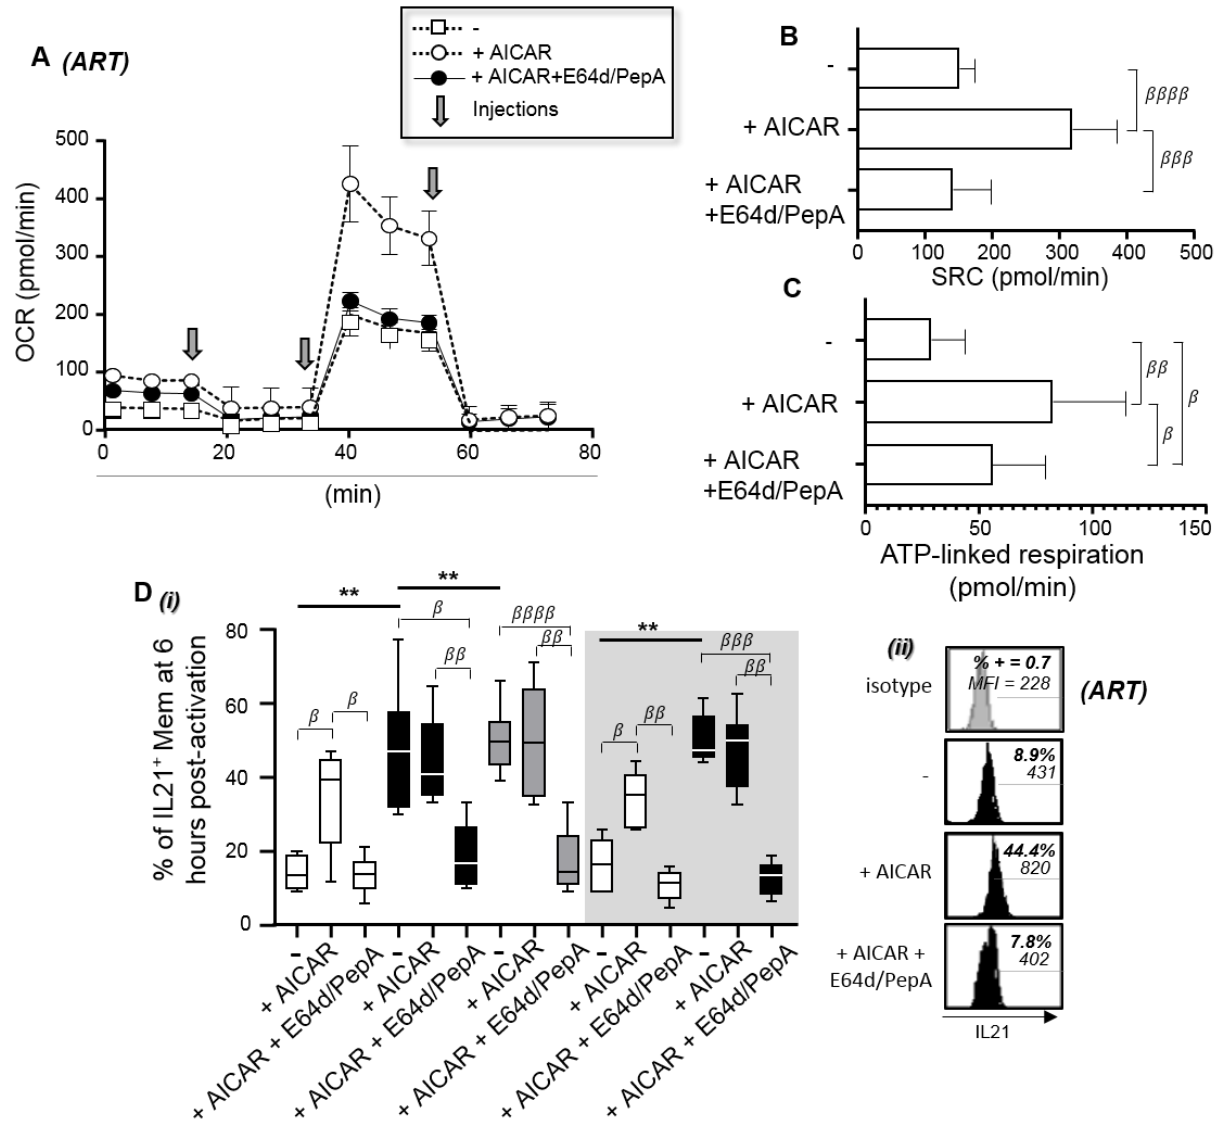 A (ART)
-
+ AICAR
+ AICAR+E64d/PepA
Injections
500
400
300
200
100
0
OCR (pmol/min)
0 20 40 60 80
(min)
B
-
+ AICAR
+ AICAR
+E64d/PepA
ββββ
βββ
0 100 200 300 400 500
SRC (pmol/min)
C
-
+ AICAR
+ AICAR
+E64d/PepA
ββ
β
β
0 50 100 150
ATP-linked respiration
(pmol/min)
D (i)
% of IL21+ Mem at 6
hours post-activation
80
60
40
20
0
** ** **
β β β ββ ββββ ββ β ββ βββ ββ
-
+ AICAR
+ AICAR + E64d/PepA
-
+ AICAR
+ AICAR + E64d/PepA
-
+ AICAR
+ AICAR + E64d/PepA
-
+ AICAR
+ AICAR + E64d/PepA
-
+ AICAR
+ AICAR + E64d/PepA
(ii)
(ART)
isotype
% + = 0.7
MFI = 228
-
8.9%
431
+ AICAR
44.4%
820
+ AICAR +
E64d/PepA
7.8%
402
IL21